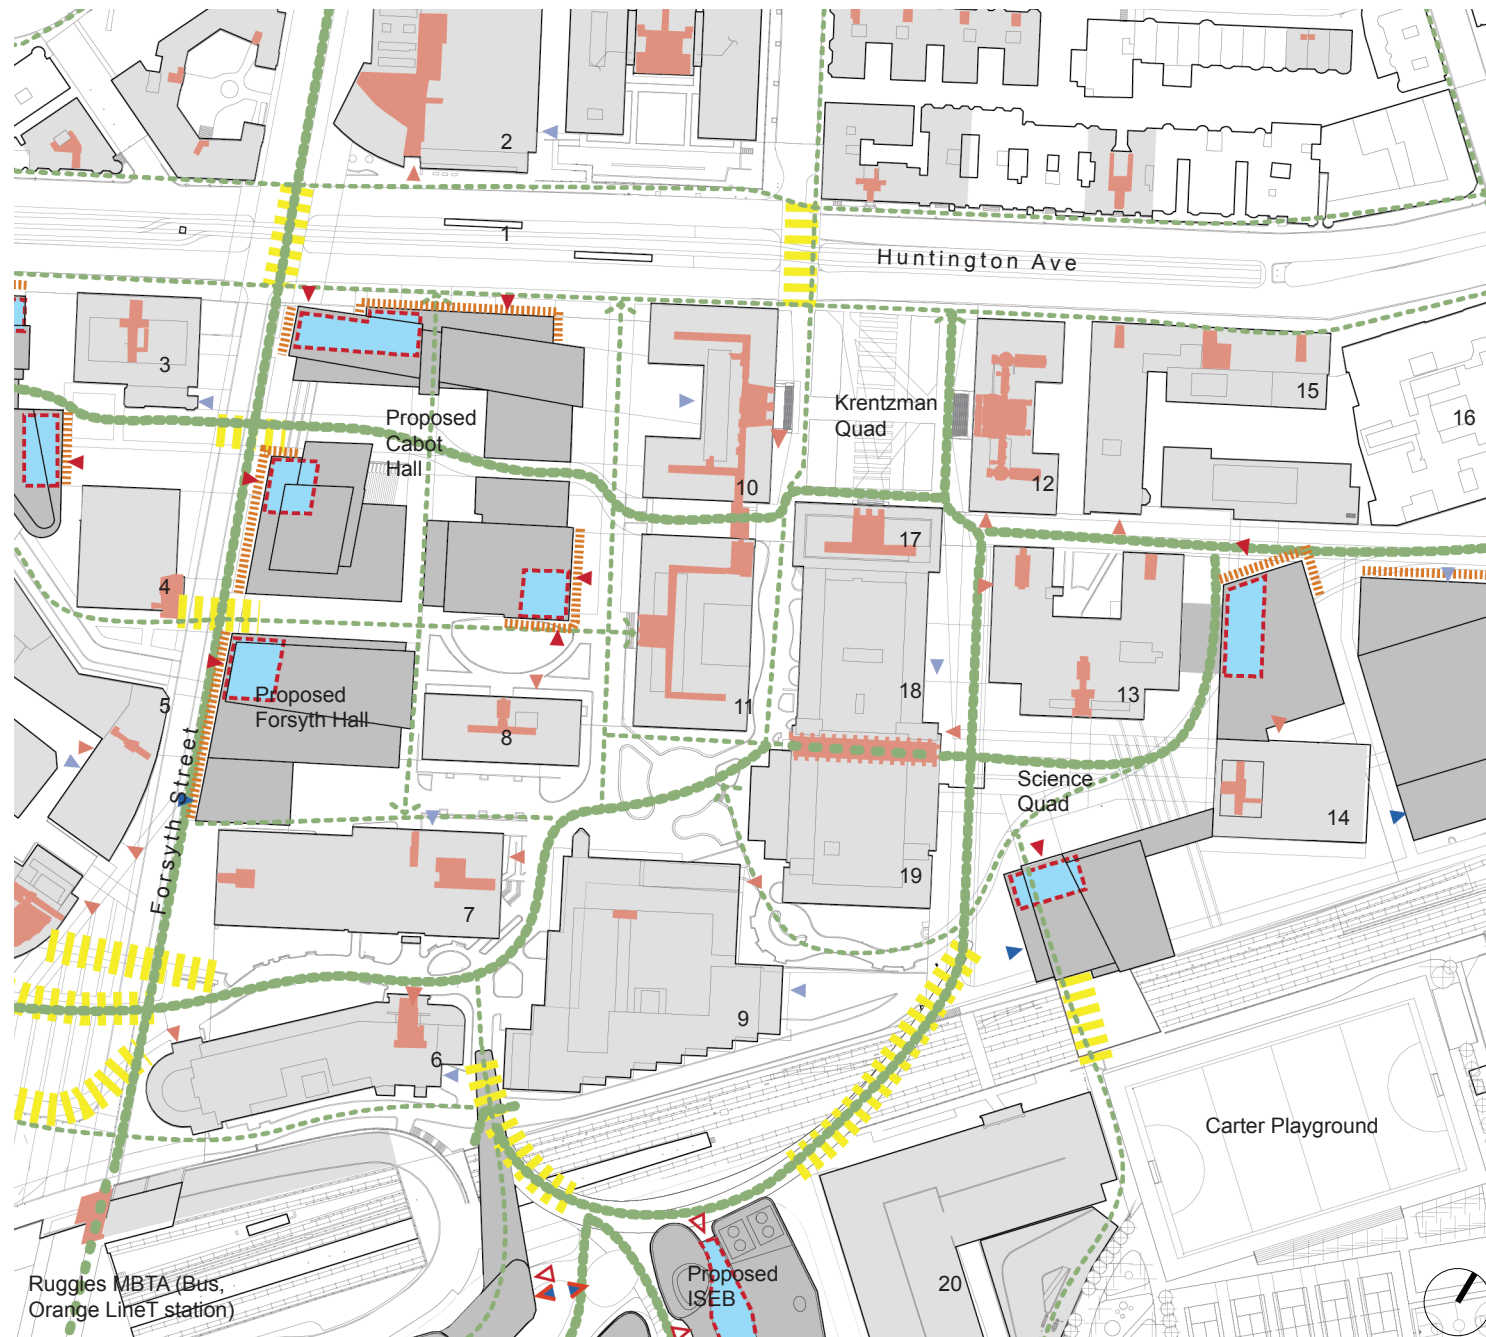 2
1
Huntington Ave
3
15
Krentzman
Quad
Proposed
Cabot
Hall
16
12
10
17
4
Proposed
Forsyth Hall
18
13
11
5
8
Science
Quad
14
Forsyth Street
19
7
9
6
Carter Playground
Proposed
ISEB
20
Ruggles MBTA (Bus,
Orange LineT station)